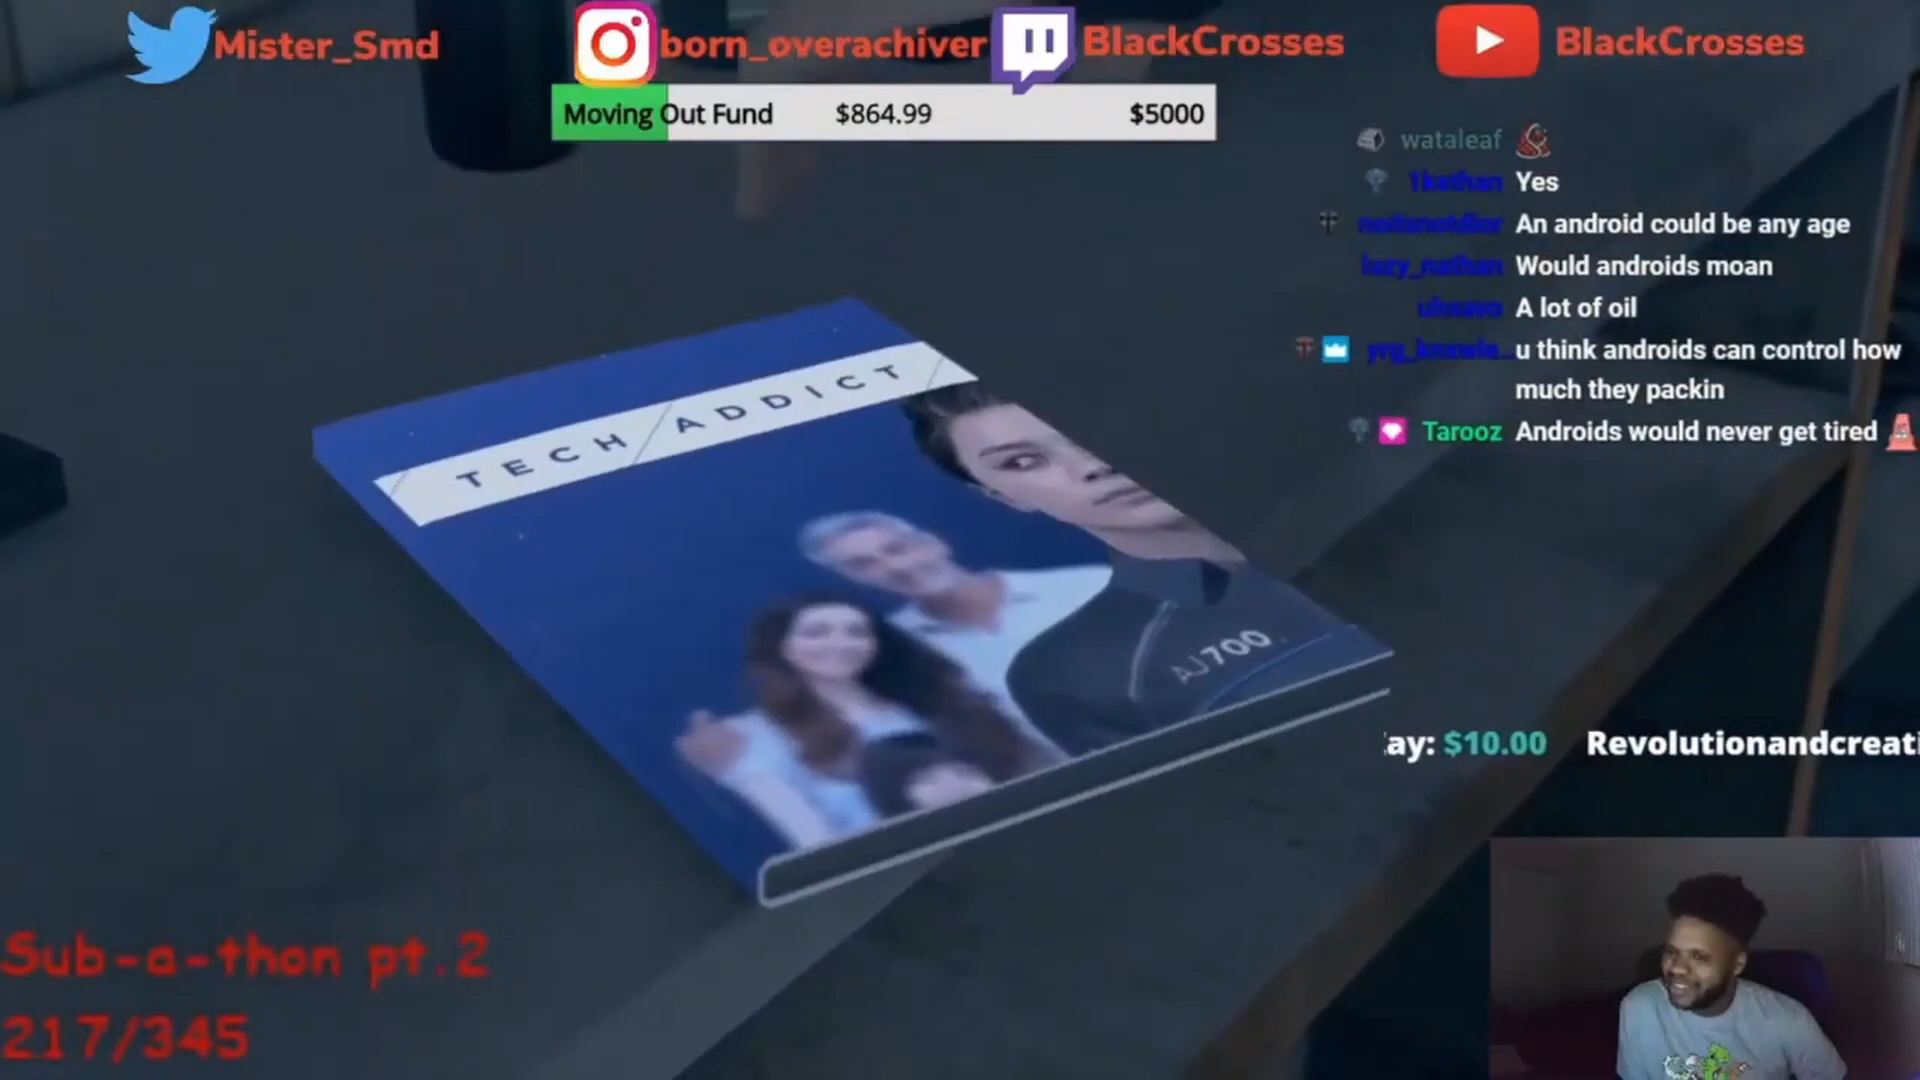 Mister_Smd
born_overachiver
BlackCrosses
BlackCrosses
Moving Out Fund $864.99 $5000
wataleaf
1kethan Yes
An android could be any age
lazy_nathan Would androids moan
A lot of oil
u think androids can control how
much they packin
Tarooz Androids would never get tired
TECH ADDICT
AJ700
ay: $10.00 Revolutionandcreati
Sub-a-thon pt.2
217/345